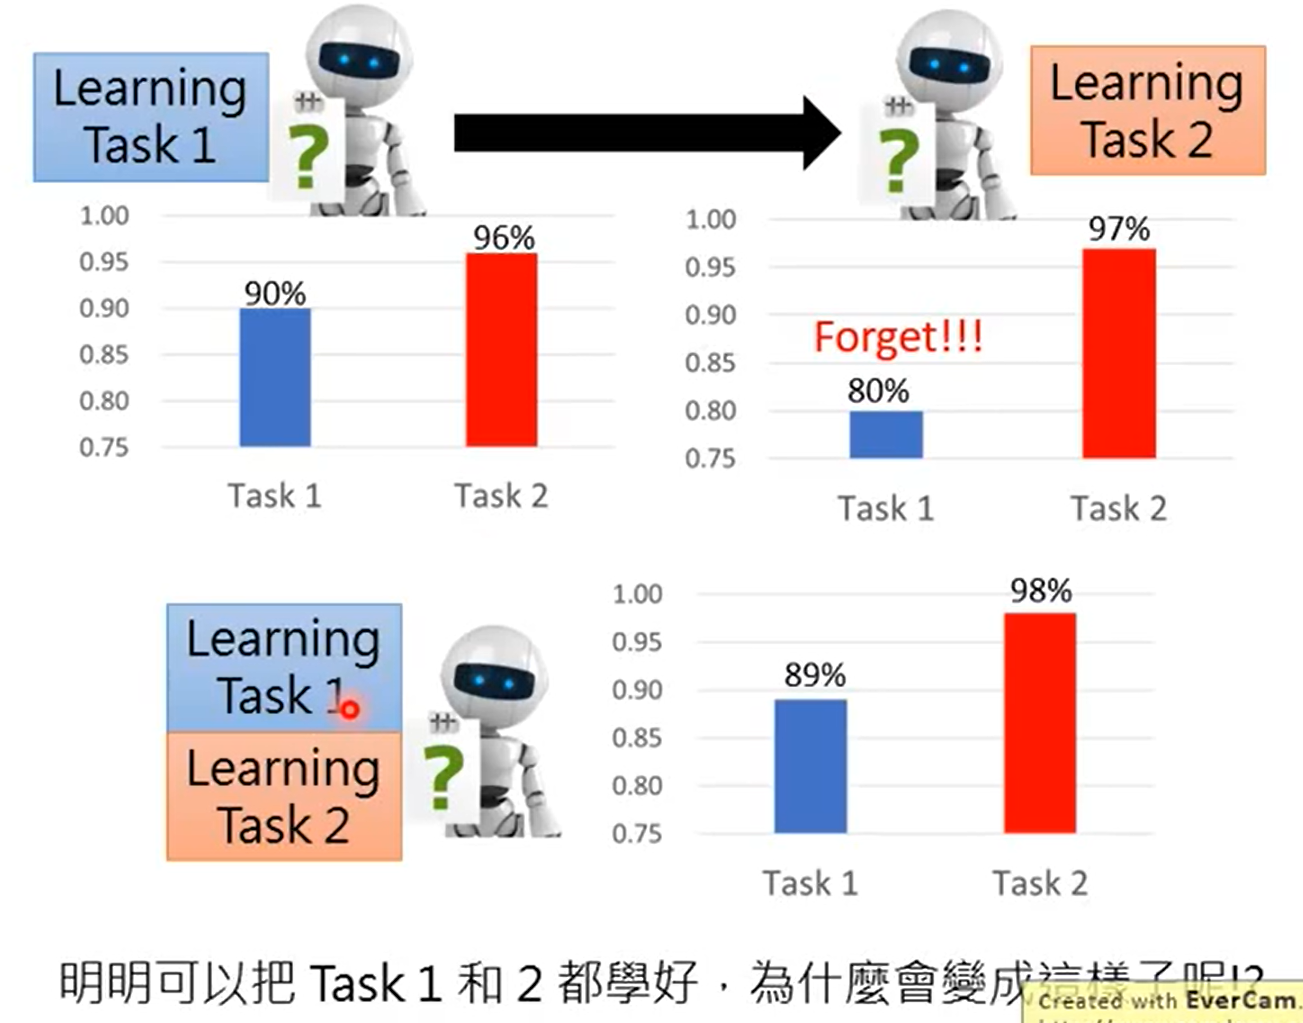 Learning
Task 1
?
?
Learning
Task 2
1.00
0.95
0.90
0.85
0.80
0.75
90%
96%
Task 1
Task 2
1.00
0.95
0.90
0.85
0.80
0.75
Forget!!!
80%
97%
Task 1
Task 2
Learning
Task 1
Learning
Task 2
?
1.00
0.95
0.90
0.85
0.80
0.75
89%
98%
Task 1
Task 2
明明可以把 Task 1 和 2 都學好，為什麼會變成這樣子呢!?
Created with EverCam.